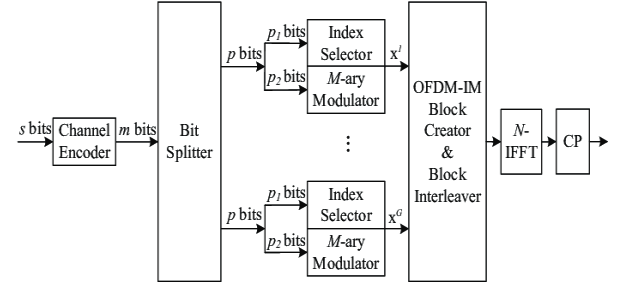 s bits
Channel
Encoder
m bits
Bit
Splitter
p bits
p₁ bits
p₂ bits
Index
Selector
M-ary
Modulator
x¹
⋮
p bits
p₁ bits
p₂ bits
Index
Selector
M-ary
Modulator
xᴳ
OFDM-IM
Block
Creator
&
Block
Interleaver
N-
IFFT
CP